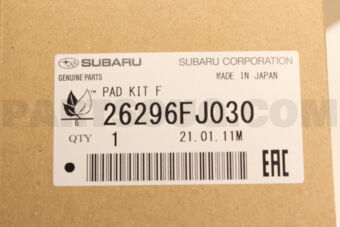 SUBARU SUBARU CORPORATION
GENUINE PARTS MADE IN JAPAN
PAD KIT F
26296FJ030
QTY 1 21.01.11M
EAC